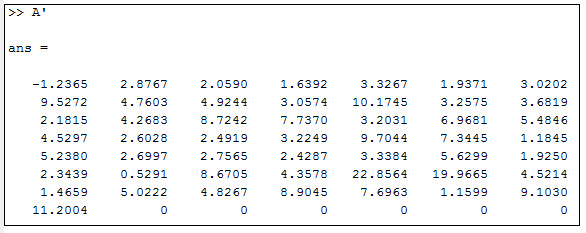 >> A'
ans =
-1.2365 2.8767 2.0590 1.6392 3.3267 1.9371 3.0202
9.5272 4.7603 4.9244 3.0574 10.1745 3.2575 3.6819
2.1815 4.2683 8.7242 7.7370 3.2031 6.9681 5.4846
4.5297 2.6028 2.4919 3.2249 9.7044 7.3445 1.1845
5.2380 2.6997 2.7565 2.4287 3.3384 5.6299 1.9250
2.3439 0.5291 8.6705 4.3578 22.8564 19.9665 4.5214
1.4659 5.0222 4.8267 8.9045 7.6963 1.1599 9.1030
11.2004 0 0 0 0 0 0